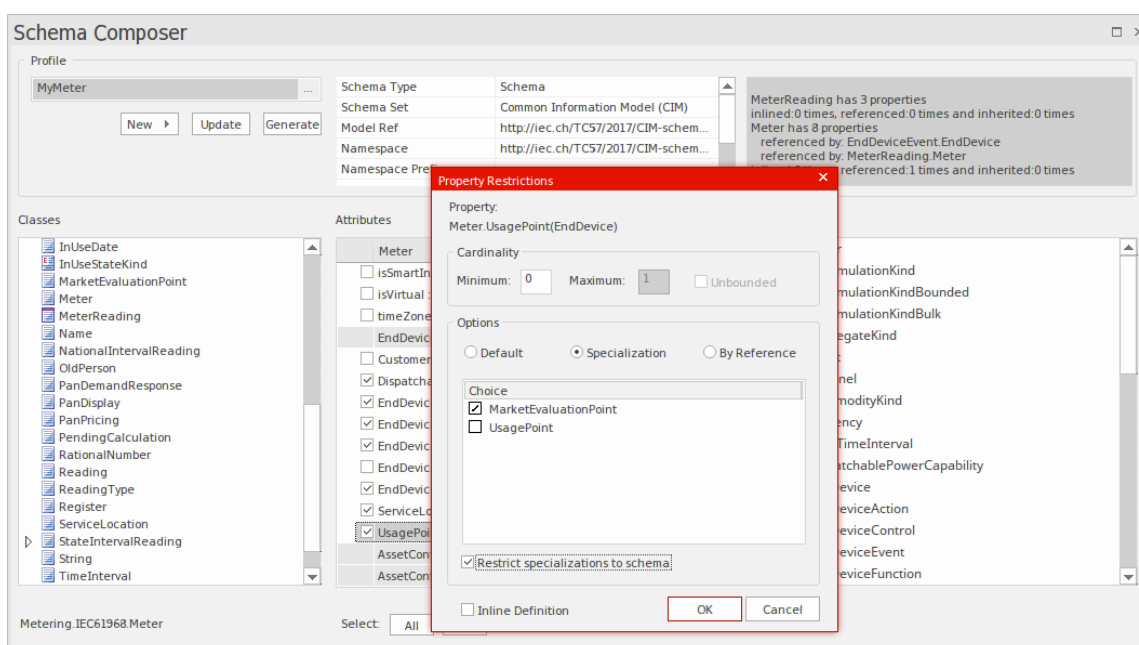 Schema Composer
Profile
MyMeter ...
New Update Generate
Schema Type Schema
Schema Set Common Information Model (CIM)
Model Ref http://iec.ch/TC57/2017/CIM-schem...
Namespace http://iec.ch/TC57/2017/CIM-schem...
Namespace Pre
MeterReading has 3 properties
inlined:0 times, referenced:0 times and inherited:0 times
Meter has 8 properties
referenced by: EndDeviceEvent.EndDevice
referenced by: MeterReading.Meter
referenced:1 times and inherited:0 times
Classes
InUseDate
InUseStateKind
MarketEvaluationPoint
Meter
MeterReading
Name
NationalIntervalReading
OldPerson
PanDemandResponse
PanDisplay
PanPricing
PendingCalculation
RationalNumber
Reading
ReadingType
Register
ServiceLocation
StateIntervalReading
String
TimeInterval
Attributes
Meter
isSmartIn
isVirtual :
timeZone
EndDevic
Customer
Dispatcha
EndDevic
EndDevic
EndDevic
EndDevic
EndDevic
ServiceLo
UsagePoi
AssetCon
AssetCon
Property Restrictions
Property:
Meter.UsagePoint(EndDevice)
Cardinality
Minimum: 0 Maximum: 1 Unbounded
Options
Default Specialization By Reference
Choice
MarketEvaluationPoint
UsagePoint
Restrict specializations to schema
Inline Definition OK Cancel
mulationKind
mulationKindBounded
mulationKindBulk
egateKind
nel
modityKind
ency
TimeInterval
atchablePowerCapability
evice
eviceAction
eviceControl
eviceEvent
eviceFunction
Metering.IEC61968.Meter
Select: All